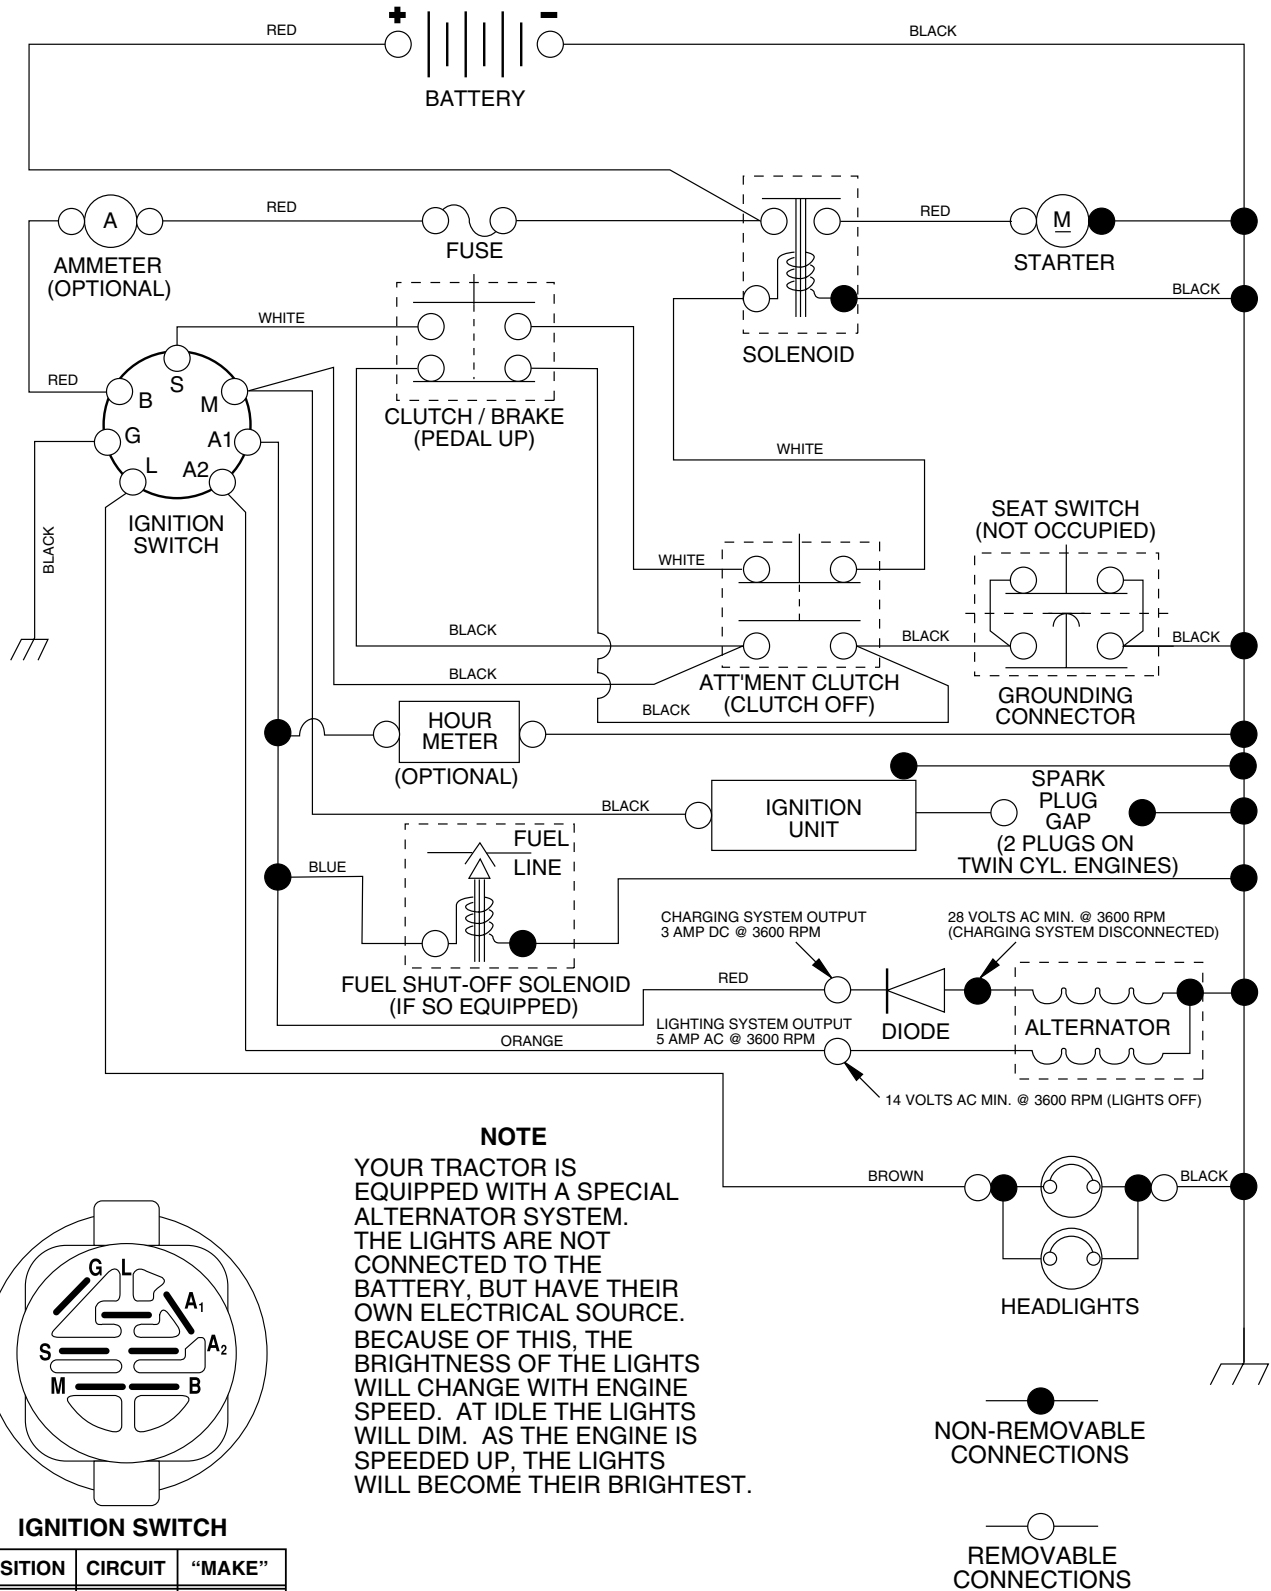 +
−
RED
BLACK
BATTERY
A
RED
FUSE
RED
M
STARTER
AMMETER
(OPTIONAL)
BLACK
WHITE
SOLENOID
RED
S
B
M
G
A1
L
A2
CLUTCH / BRAKE
(PEDAL UP)
WHITE
IGNITION
SWITCH
BLACK
SEAT SWITCH
(NOT OCCUPIED)
WHITE
BLACK
BLACK
BLACK
BLACK
ATT'MENT CLUTCH
(CLUTCH OFF)
GROUNDING
CONNECTOR
BLACK
HOUR
METER
(OPTIONAL)
BLACK
IGNITION
UNIT
SPARK
PLUG
GAP
(2 PLUGS ON
TWIN CYL. ENGINES)
FUEL
LINE
BLUE
FUEL SHUT-OFF SOLENOID
(IF SO EQUIPPED)
CHARGING SYSTEM OUTPUT
3 AMP DC @ 3600 RPM
28 VOLTS AC MIN. @ 3600 RPM
(CHARGING SYSTEM DISCONNECTED)
RED
DIODE
ALTERNATOR
LIGHTING SYSTEM OUTPUT
5 AMP AC @ 3600 RPM
ORANGE
14 VOLTS AC MIN. @ 3600 RPM (LIGHTS OFF)
NOTE
YOUR TRACTOR IS
EQUIPPED WITH A SPECIAL
ALTERNATOR SYSTEM.
THE LIGHTS ARE NOT
CONNECTED TO THE
BATTERY, BUT HAVE THEIR
OWN ELECTRICAL SOURCE.
BECAUSE OF THIS, THE
BRIGHTNESS OF THE LIGHTS
WILL CHANGE WITH ENGINE
SPEED. AT IDLE THE LIGHTS
WILL DIM. AS THE ENGINE IS
SPEEDED UP, THE LIGHTS
WILL BECOME THEIR BRIGHTEST.
BROWN
BLACK
HEADLIGHTS
G
L
A1
S
A2
M
B
IGNITION SWITCH
SITION CIRCUIT “MAKE”
NON-REMOVABLE
CONNECTIONS
REMOVABLE
CONNECTIONS